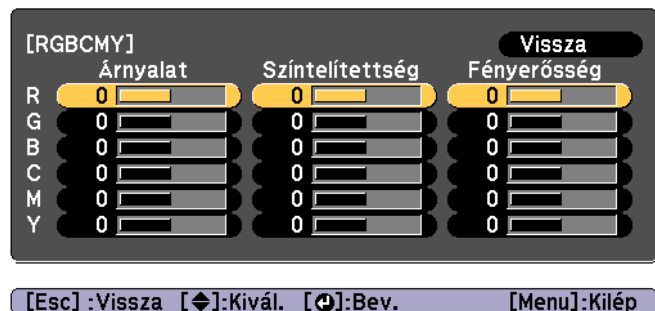 [RGBCMY] Vissza
Árnyalat Színtelítettség Fényerősség
R 0 0 0
G 0 0 0
B 0 0 0
C 0 0 0
M 0 0 0
Y 0 0 0
[Esc] :Vissza [◆]:Kivál. [↵]:Bev. [Menu]:Kilép